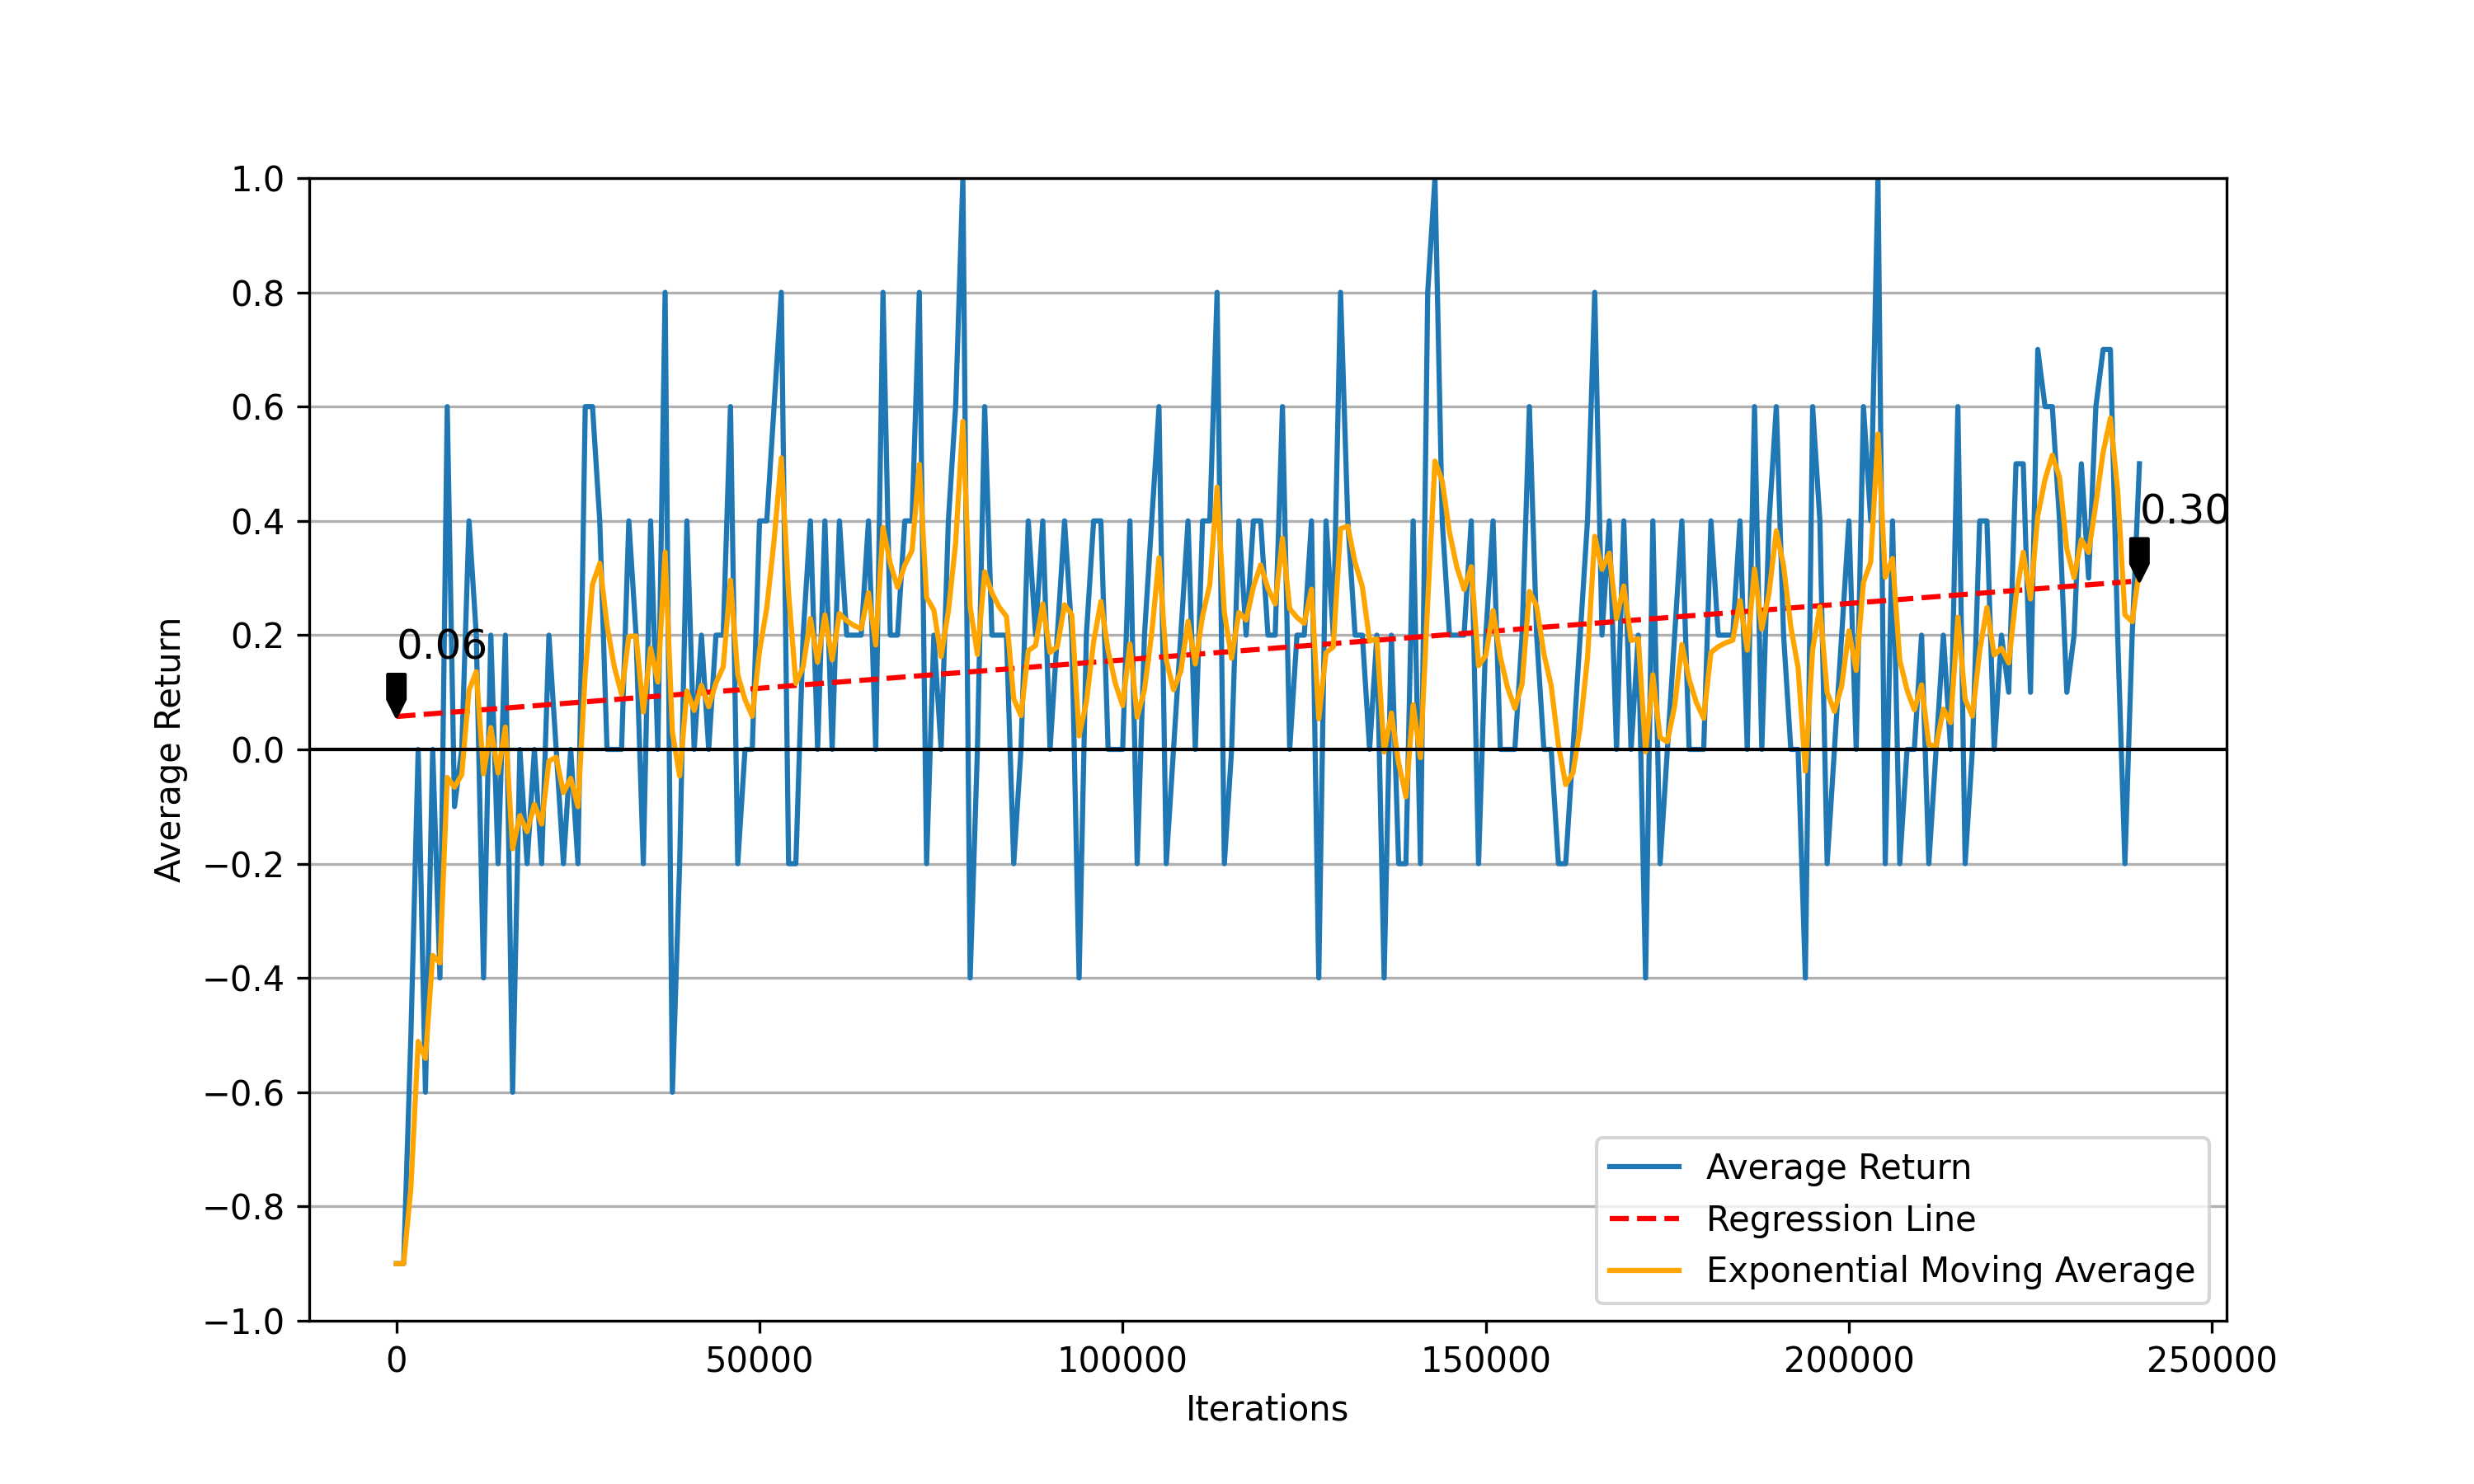 1.0
0.8
0.6
0.4
0.2
0.0
−0.2
−0.4
−0.6
−0.8
−1.0
Average Return
0.06
0.30
Average Return
Regression Line
Exponential Moving Average
0 50000 100000 150000 200000 250000
Iterations